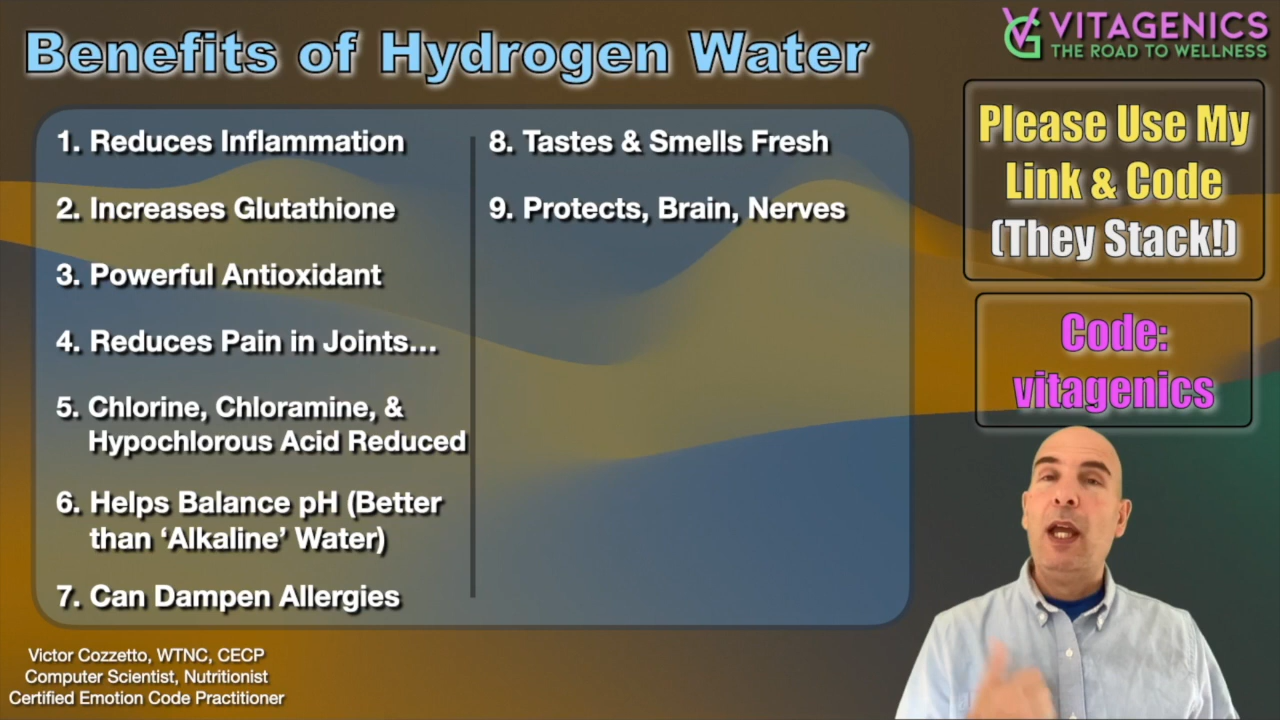 Benefits of Hydrogen Water
1. Reduces Inflammation
2. Increases Glutathione
3. Powerful Antioxidant
4. Reduces Pain in Joints…
5. Chlorine, Chloramine, &
Hypochlorous Acid Reduced
6. Helps Balance pH (Better
than ‘Alkaline’ Water)
7. Can Dampen Allergies
8. Tastes & Smells Fresh
9. Protects, Brain, Nerves
VG VITAGENICS
THE ROAD TO WELLNESS
Please Use My
Link & Code
(They Stack!)
Code:
vitagenics
Victor Cozzetto, WTNC, CECP
Computer Scientist, Nutritionist
Certified Emotion Code Practitioner